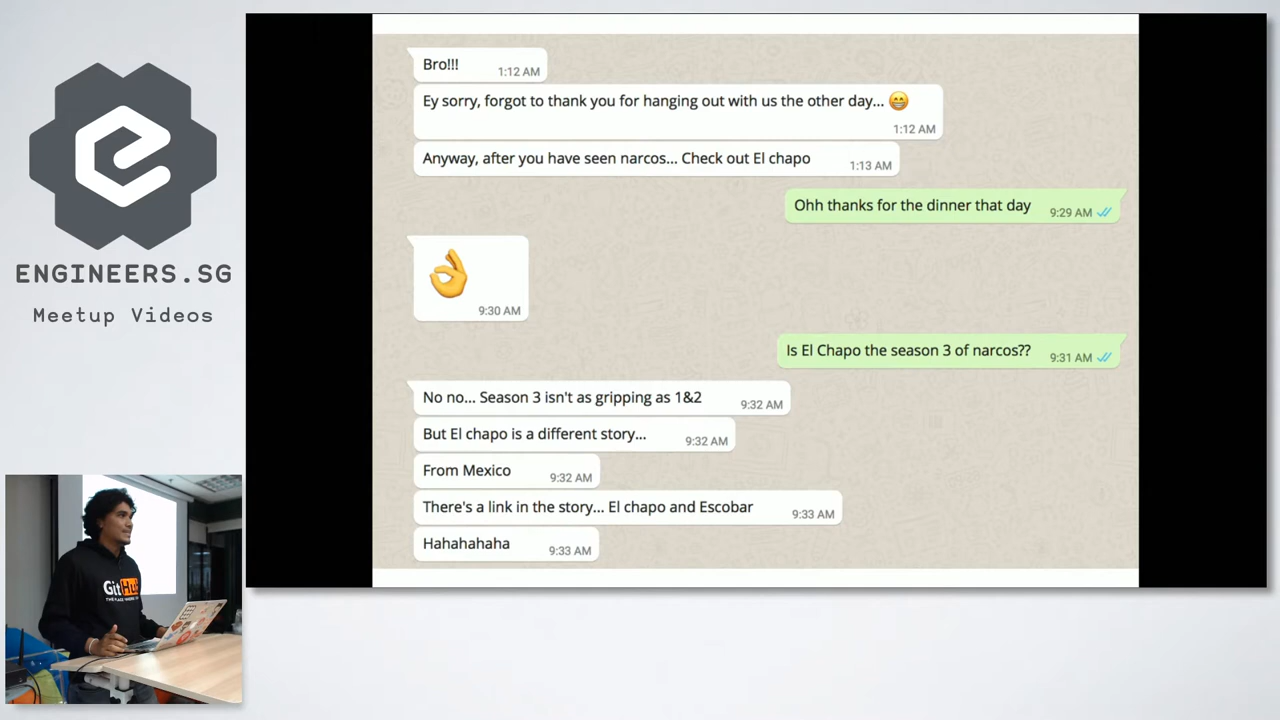 ENGINEERS.SG
Meetup Videos
Bro!!!
1:12 AM
Ey sorry, forgot to thank you for hanging out with us the other day... 😁
1:12 AM
Anyway, after you have seen narcos... Check out El chapo
1:13 AM
Ohh thanks for the dinner that day
9:29 AM
👌
9:30 AM
Is El Chapo the season 3 of narcos??
9:31 AM
No no... Season 3 isn't as gripping as 1&2
9:32 AM
But El chapo is a different story...
9:32 AM
From Mexico
9:32 AM
There's a link in the story... El chapo and Escobar
9:33 AM
Hahahahaha
9:33 AM
GitHub